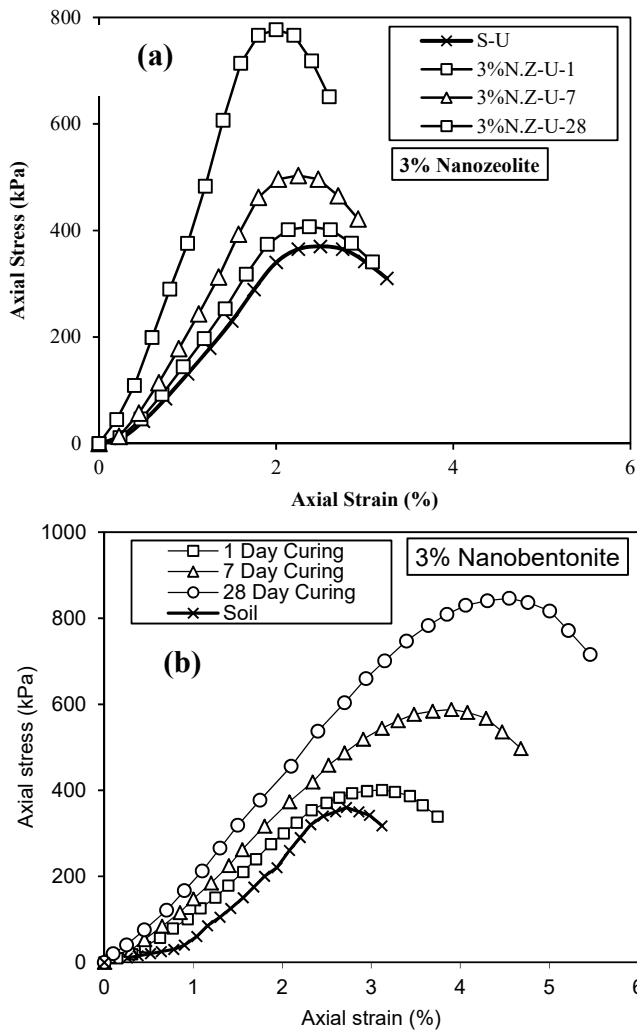 800
600
400
200
0
Axial Stress (kPa)
(a)
S-U
3%N.Z-U-1
3%N.Z-U-7
3%N.Z-U-28
3% Nanozeolite
0 2 4 6
Axial Strain (%)
1000
800
600
400
200
0
Axial stress (kPa)
1 Day Curing
7 Day Curing
28 Day Curing
Soil
3% Nanobentonite
(b)
0 1 2 3 4 5 6
Axial strain (%)